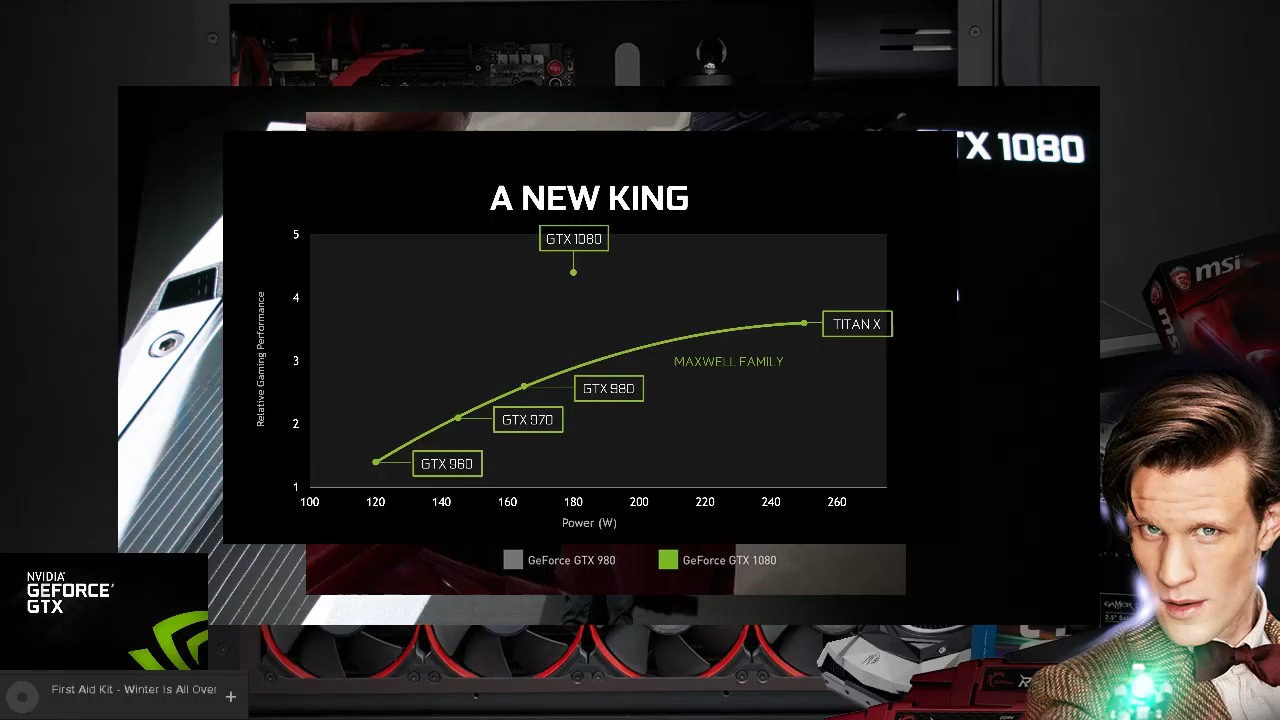 TX 1080
A NEW KING
5
GTX 1080
4
TITAN X
3
MAXWELL FAMILY
GTX 980
2
GTX 970
GTX 960
1
Relative Gaming Performance
100 120 140 160 180 200 220 240 260
Power (W)
GeForce GTX 980
GeForce GTX 1080
msi
NVIDIA
GEFORCE
GTX
First Aid Kit - Winter Is All Over
+